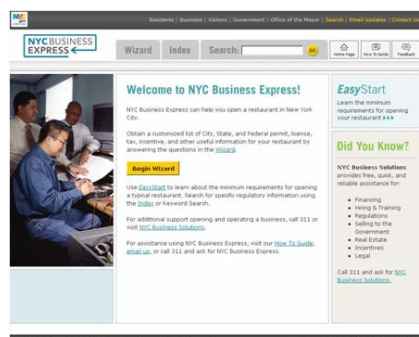 NYC
Residents | Business | Visitors | Government | Office of the Mayor | Search | Email Updates | Contact Us
NYC BUSINESS
EXPRESS
Wizard Index Search: GO Home Page How To Guide Feedback
Welcome to NYC Business Express!
NYC Business Express can help you open a restaurant in New York
City.
Obtain a customized list of City, State, and Federal permit, license,
tax, incentive, and other useful information for your restaurant by
answering the questions in the Wizard.
Begin Wizard
Use EasyStart to learn about the minimum requirements for opening
a typical restaurant. Search for specific regulatory information using
the Index or Keyword Search.
For additional support opening and operating a business, call 311 or
visit NYC Business Solutions.
For assistance using NYC Business Express, visit our How To Guide,
email us, or call 311 and ask for NYC Business Express.
EasyStart
Learn the minimum
requirements for opening
your restaurant
Did You Know?
NYC Business Solutions
provides free, quick, and
reliable assistance for:
• Financing
• Hiring & Training
• Regulations
• Selling to the
Government
• Real Estate
• Incentives
• Legal
Call 311 and ask for NYC
Business Solutions.